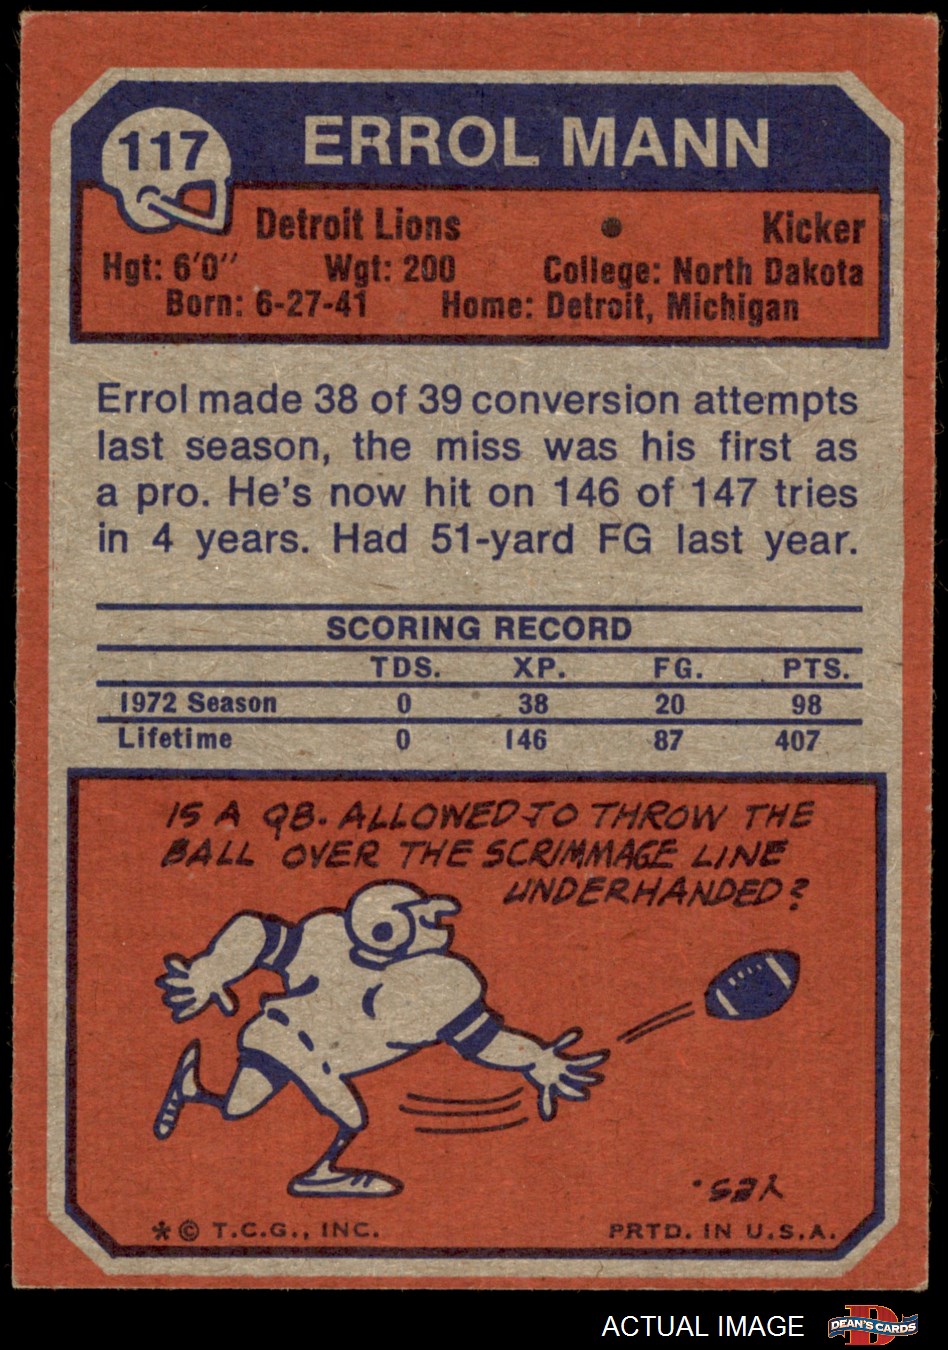 117
ERROL MANN
Detroit Lions • Kicker
Hgt: 6'0'' Wgt: 200 College: North Dakota
Born: 6-27-41 Home: Detroit, Michigan
Errol made 38 of 39 conversion attempts
last season, the miss was his first as
a pro. He's now hit on 146 of 147 tries
in 4 years. Had 51-yard FG last year.
SCORING RECORD
TDS. XP. FG. PTS.
1972 Season 0 38 20 98
Lifetime 0 146 87 407
IS A QB. ALLOWED TO THROW THE
BALL OVER THE SCRIMMAGE LINE
UNDERHANDED?
YES.
* © T.C.G., INC. PRTD. IN U.S.A.
ACTUAL IMAGE DEAN'S CARDS